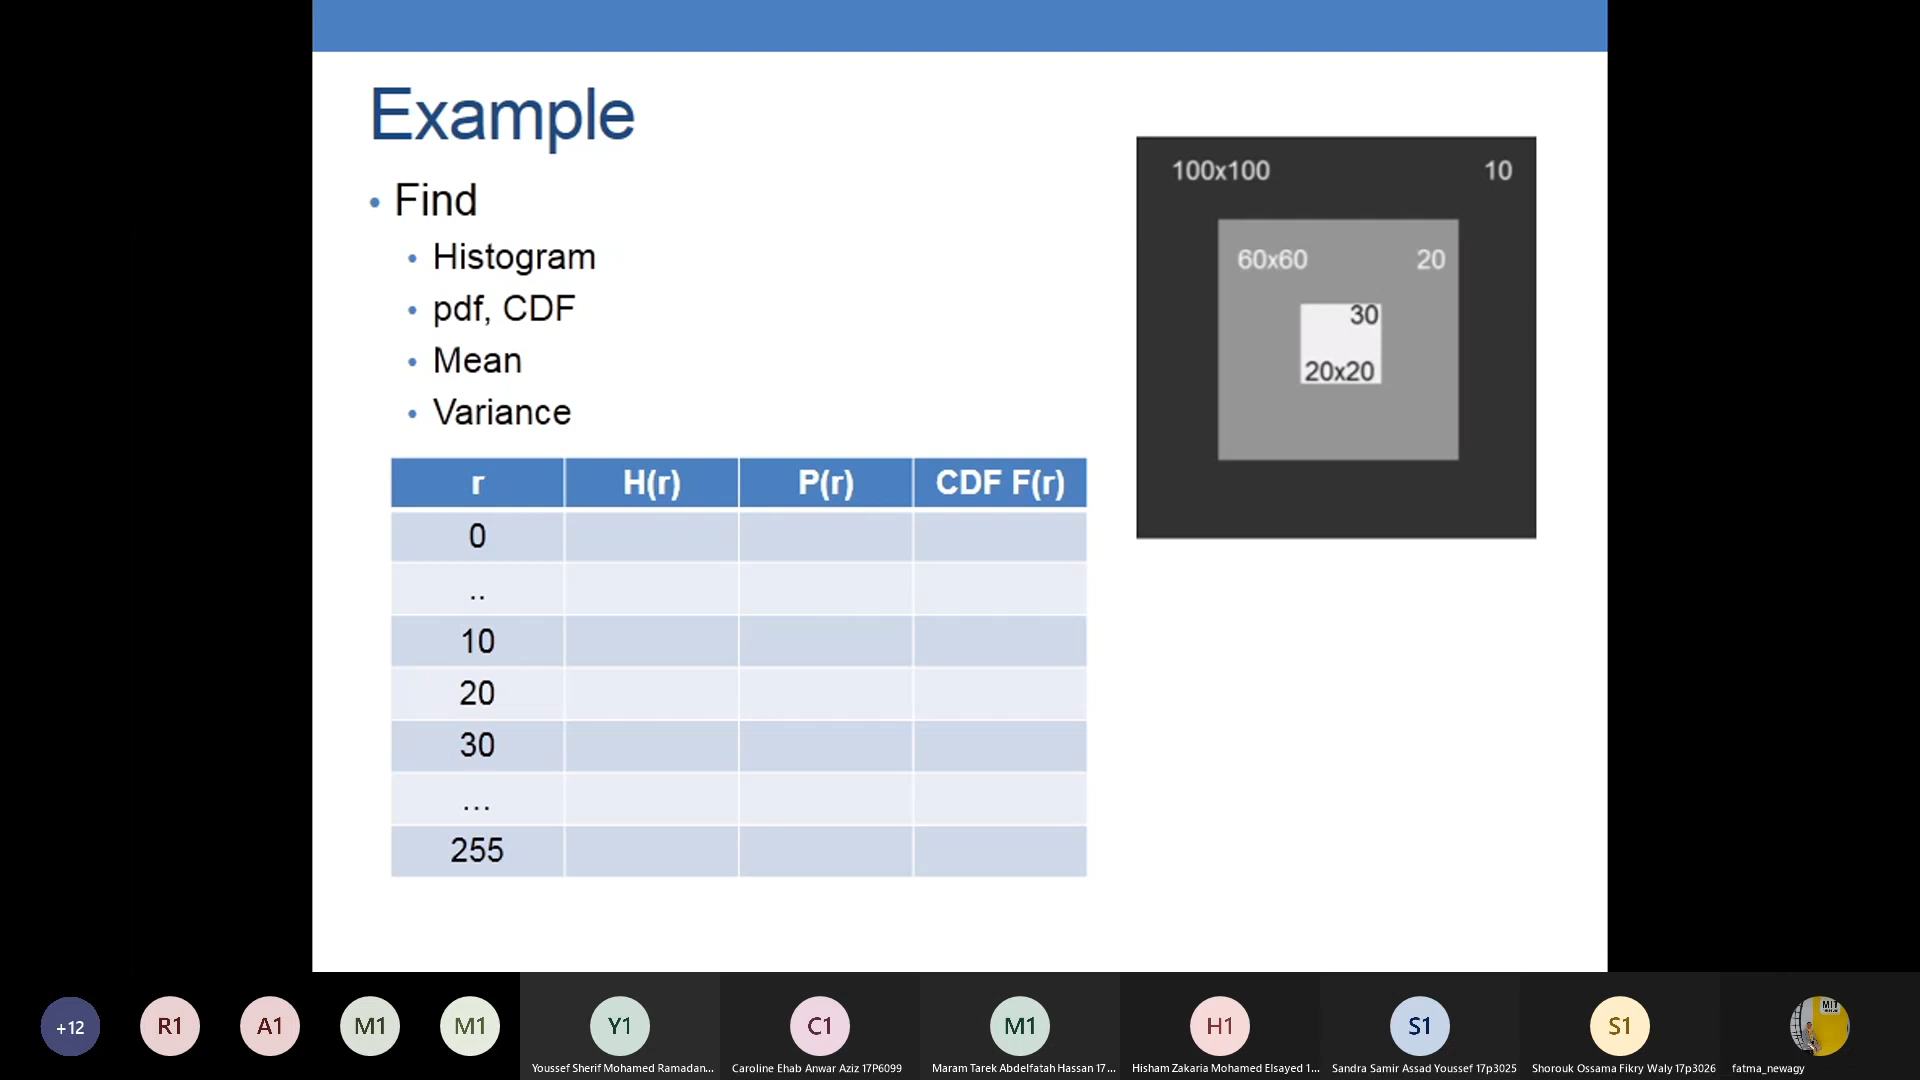 Example
• Find
• Histogram
• pdf, CDF
• Mean
• Variance
100x100 10
60x60 20
30
20x20
r H(r) P(r) CDF F(r)
0
..
10
20
30
...
255
+12 R1 A1 M1 M1 Y1 C1 M1 H1 S1 S1
MIT
Youssef Sherif Mohamed Ramadan... Caroline Ehab Anwar Aziz 17P6099 Maram Tarek Abdelfatah Hassan 17... Hisham Zakaria Mohamed Elsayed 1... Sandra Samir Assad Youssef 17p3025 Shorouk Ossama Fikry Waly 17p3026 fatma_newagy